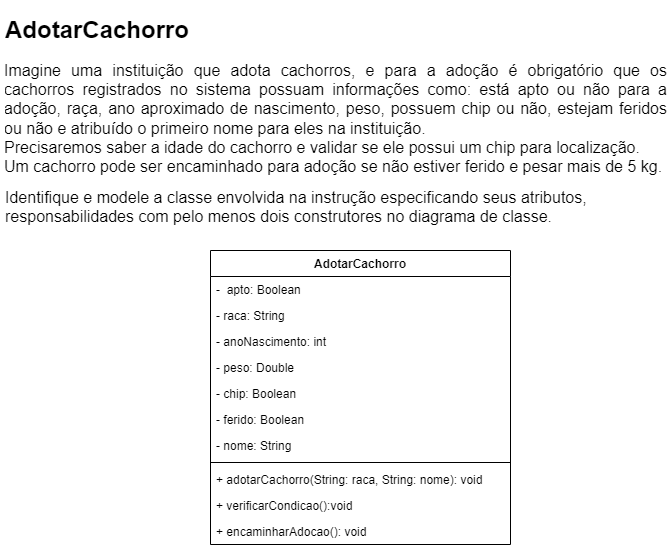 AdotarCachorro
Imagine uma instituição que adota cachorros, e para a adoção é obrigatório que os
cachorros registrados no sistema possuam informações como: está apto ou não para a
adoção, raça, ano aproximado de nascimento, peso, possuem chip ou não, estejam feridos
ou não e atribuído o primeiro nome para eles na instituição.
Precisaremos saber a idade do cachorro e validar se ele possui um chip para localização.
Um cachorro pode ser encaminhado para adoção se não estiver ferido e pesar mais de 5 kg.
Identifique e modele a classe envolvida na instrução especificando seus atributos,
responsabilidades com pelo menos dois construtores no diagrama de classe.
AdotarCachorro
- apto: Boolean
- raca: String
- anoNascimento: int
- peso: Double
- chip: Boolean
- ferido: Boolean
- nome: String
+ adotarCachorro(String: raca, String: nome): void
+ verificarCondicao():void
+ encaminharAdocao(): void